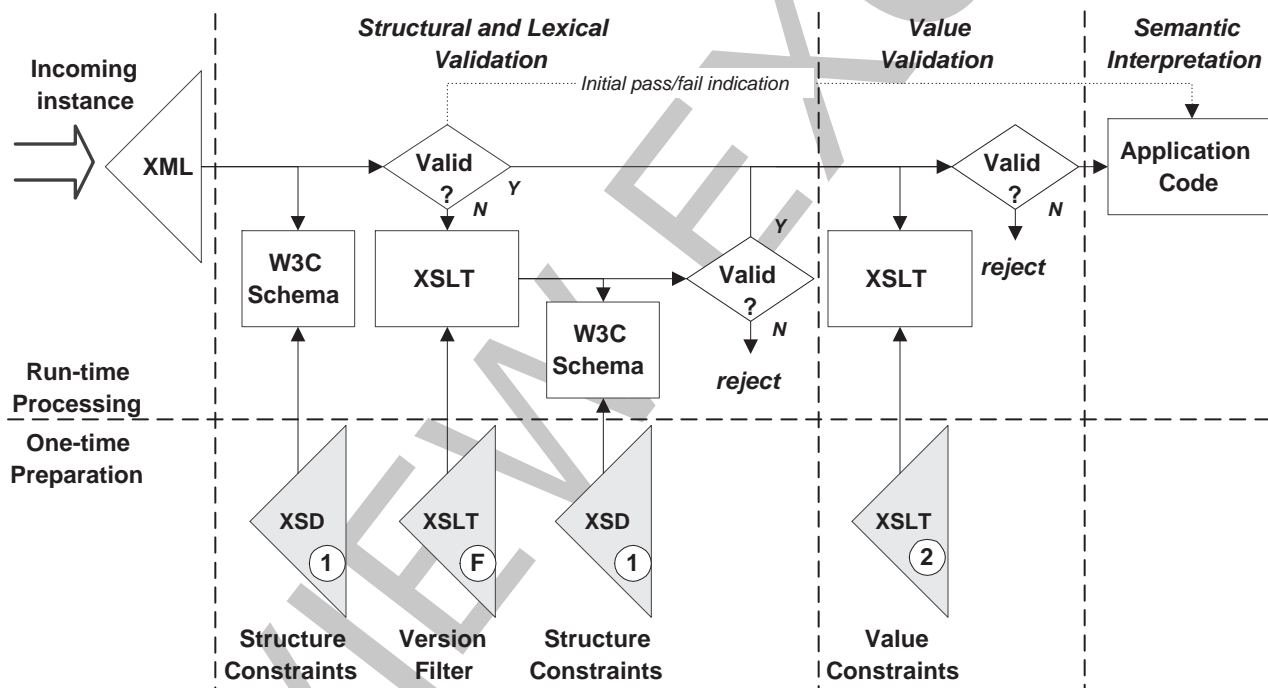 Structural and Lexical
Validation
Value
Validation
Semantic
Interpretation
Incoming
instance
Initial pass/fail indication
XML
Valid
?
Y
N
Valid
?
N
Application
Code
W3C
Schema
XSLT
Valid
?
Y
N
XSLT
reject
W3C
Schema
reject
Run-time
Processing
One-time
Preparation
XSD
1
XSLT
F
XSD
1
XSLT
2
Structure
Constraints
Version
Filter
Structure
Constraints
Value
Constraints
VIEW EX